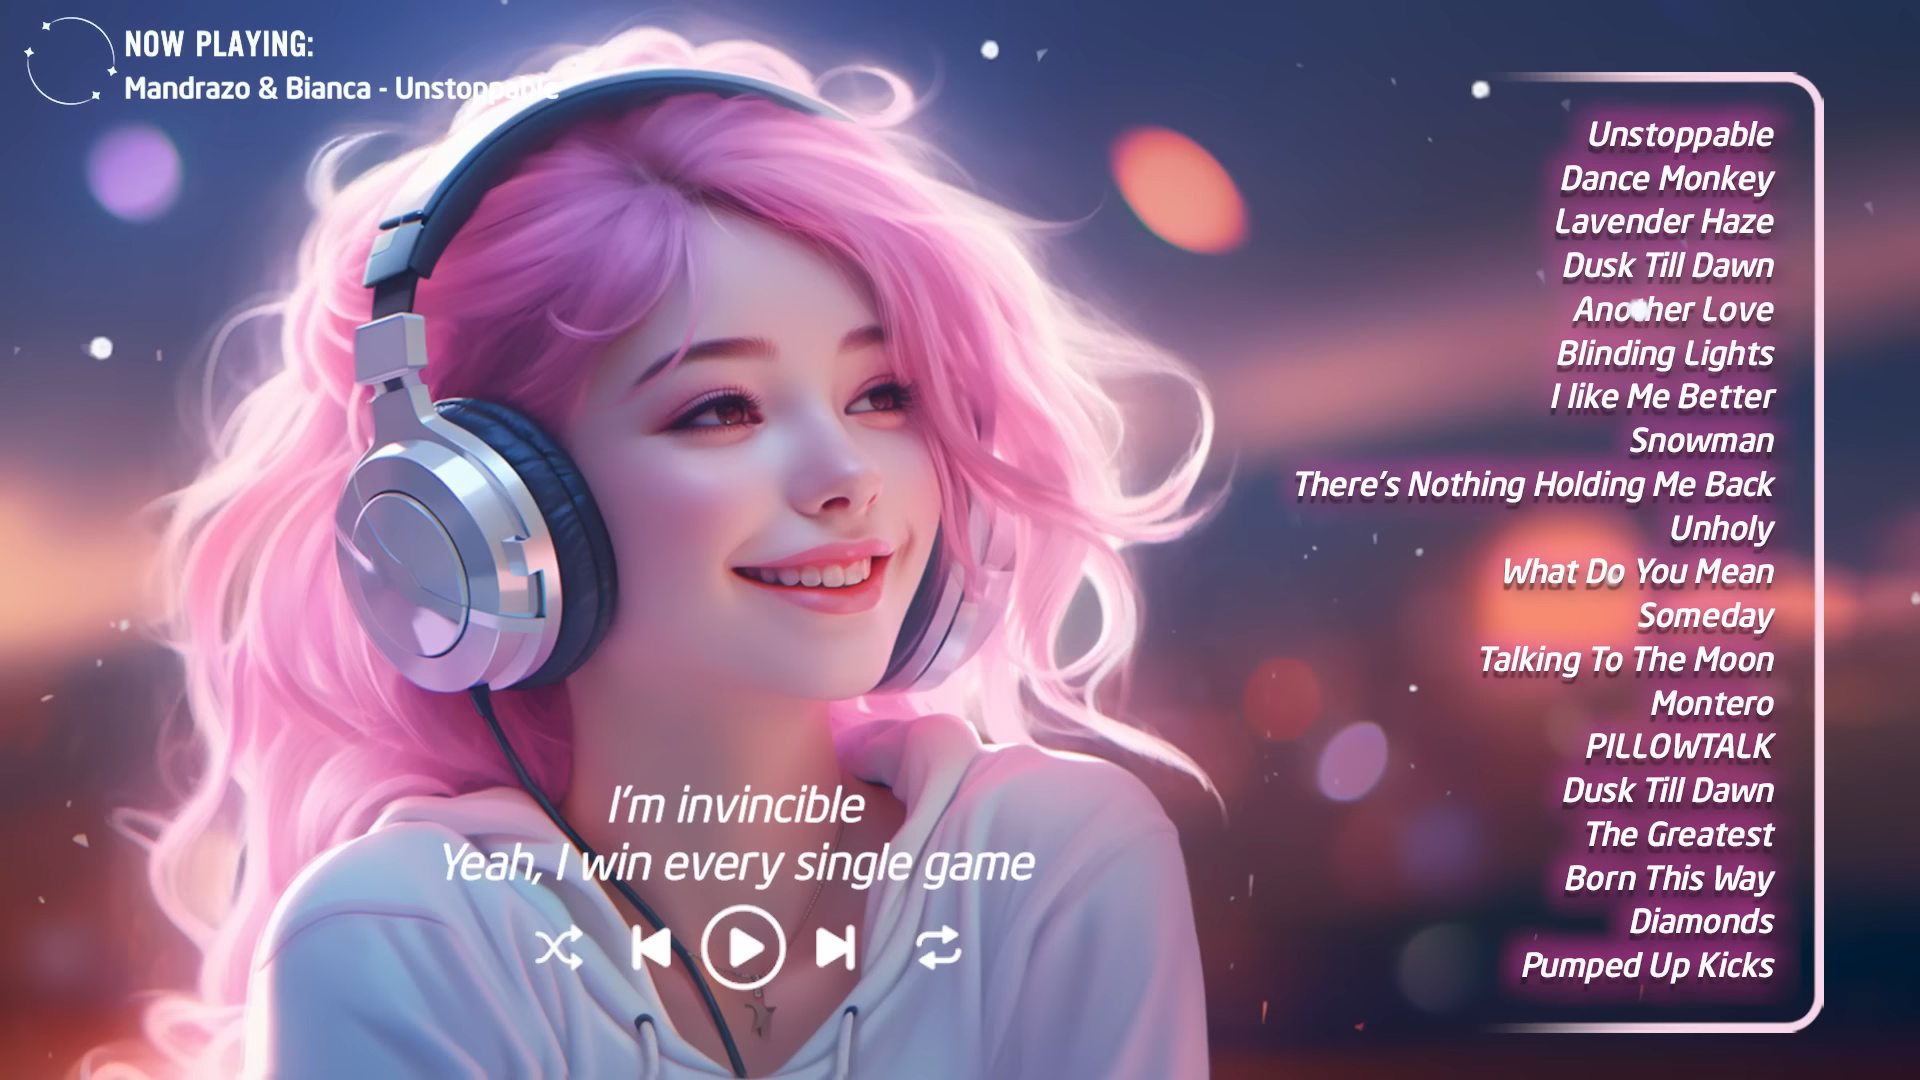 NOW PLAYING:
Mandrazo & Bianca - Unstoppable
Unstoppable
Dance Monkey
Lavender Haze
Dusk Till Dawn
Another Love
Blinding Lights
I like Me Better
Snowman
There's Nothing Holding Me Back
Unholy
What Do You Mean
Someday
Talking To The Moon
Montero
PILLOWTALK
Dusk Till Dawn
The Greatest
Born This Way
Diamonds
Pumped Up Kicks
I'm invincible
Yeah, I win every single game